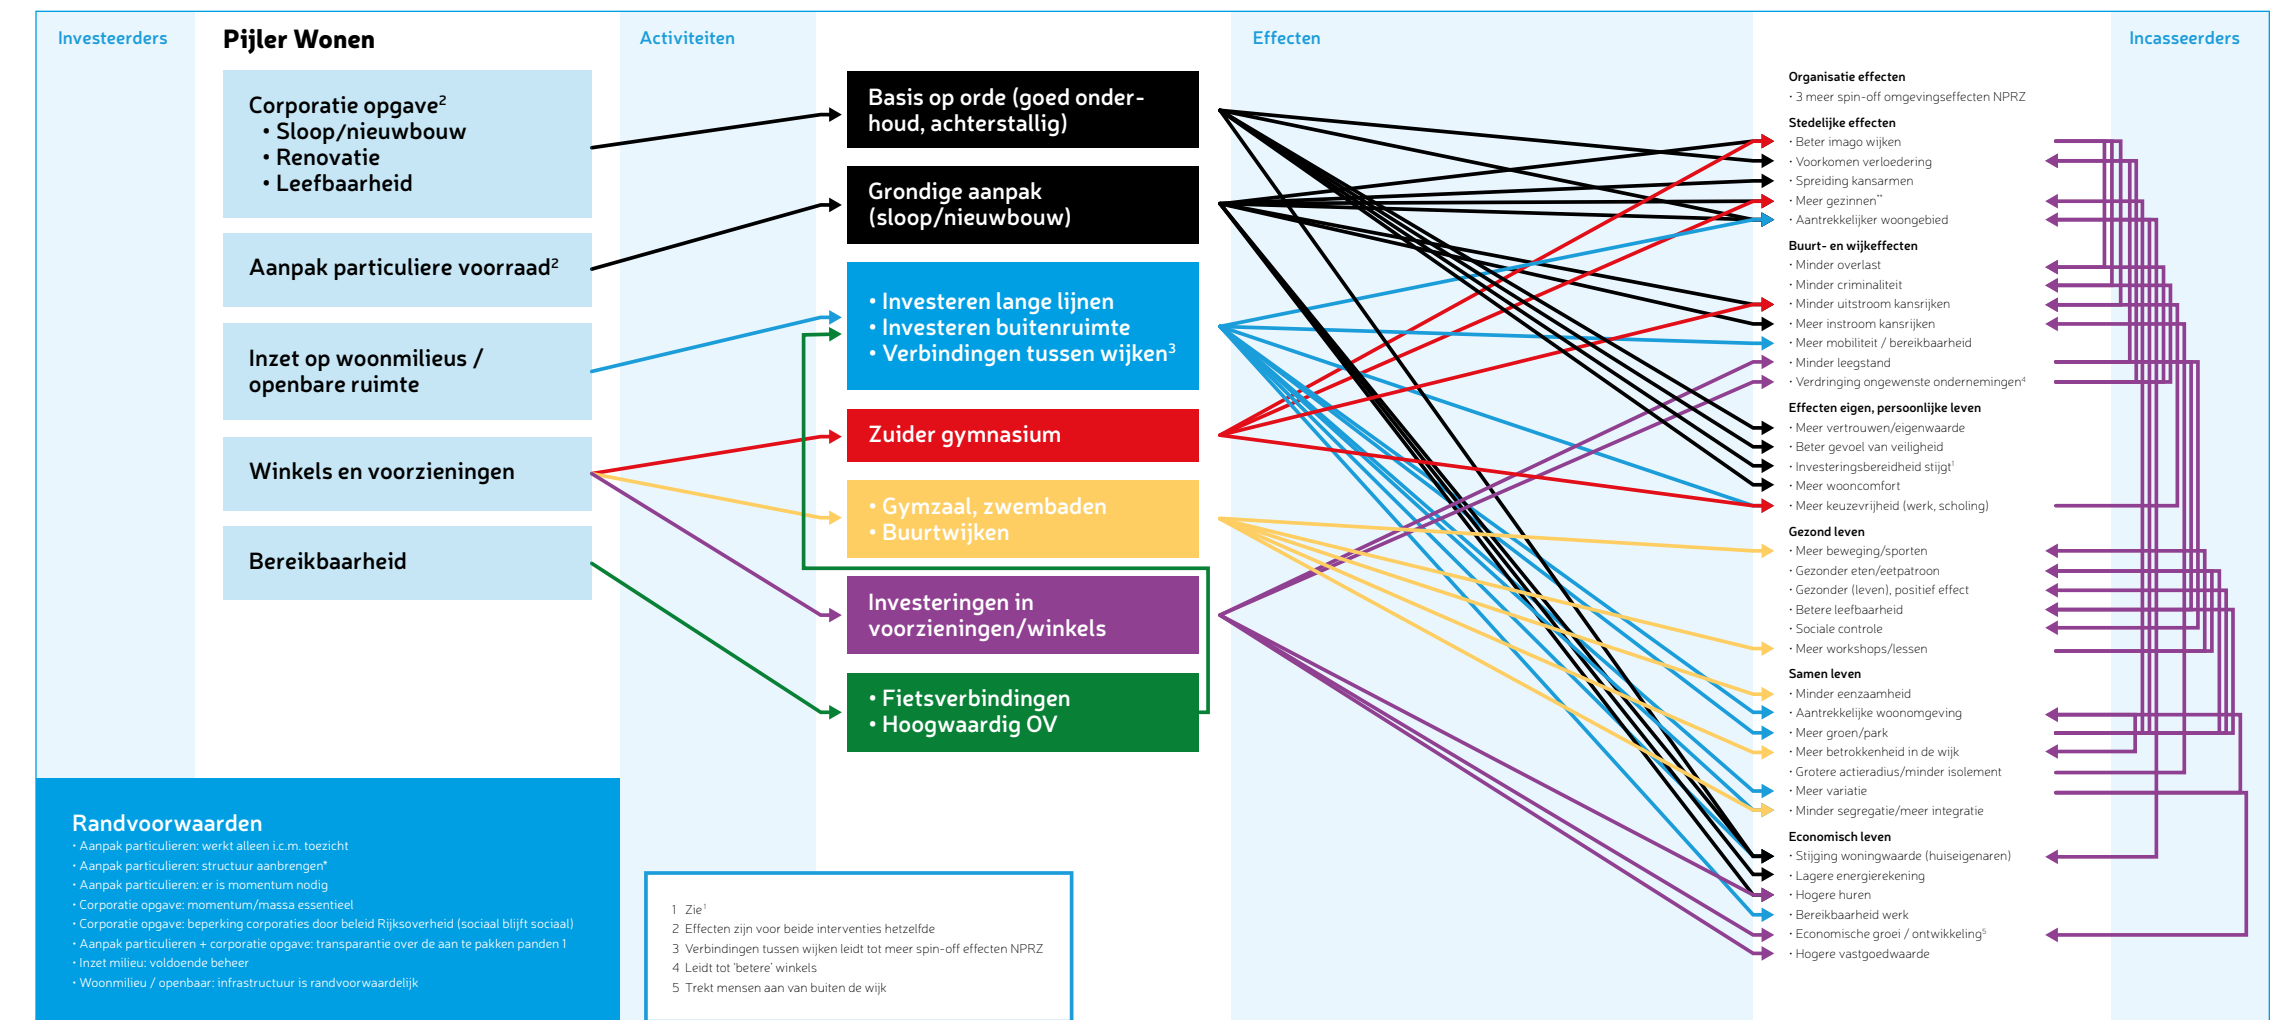 Investeerders
Pijler Wonen
Activiteiten
Effecten
Incasseerders
Corporatie opgave²
• Sloop/nieuwbouw
• Renovatie
• Leefbaarheid
Aanpak particuliere voorraad²
Inzet op woonmilieus /
openbare ruimte
Winkels en voorzieningen
Bereikbaarheid
Basis op orde (goed onder-
houd, achterstallig)
Grondige aanpak
(sloop/nieuwbouw)
• Investeren lange lijnen
• Investeren buitenruimte
• Verbindingen tussen wijken³
Zuider gymnasium
• Gymzaal, zwembaden
• Buurtwijken
Investeringen in
voorzieningen/winkels
• Fietsverbindingen
• Hoogwaardig OV
Organisatie effecten
• 3 meer spin-off omgevingseffecten NPRZ
Stedelijke effecten
• Beter imago wijken
• Voorkomen verloedering
• Spreiding kansarmen
• Meer gezinnen**
• Aantrekkelijker woongebied
Buurt- en wijkeffecten
• Minder overlast
• Minder criminaliteit
• Minder uitstroom kansrijken
• Meer instroom kansrijken
• Meer mobiliteit / bereikbaarheid
• Minder leegstand
• Verdringing ongewenste ondernemingen⁴
Effecten eigen, persoonlijke leven
• Meer vertrouwen/eigenwaarde
• Beter gevoel van veiligheid
• Investeringsbereidheid stijgt¹
• Meer wooncomfort
• Meer keuzevrijheid (werk, scholing)
Gezond leven
• Meer beweging/sporten
• Gezonder eten/eetpatroon
• Gezonder (leven), positief effect
• Betere leefbaarheid
• Sociale controle
• Meer workshops/lessen
Samen leven
• Minder eenzaamheid
• Aantrekkelijke woonomgeving
• Meer groen/park
• Meer betrokkenheid in de wijk
• Grotere actieradius/minder isolement
• Meer variatie
• Minder segregatie/meer integratie
Economisch leven
• Stijging woningwaarde (huiseigenaren)
• Lagere energierekening
• Hogere huren
• Bereikbaarheid werk
• Economische groei / ontwikkeling⁵
• Hogere vastgoedwaarde
Randvoorwaarden
• Aanpak particulieren: werkt alleen i.c.m. toezicht
• Aanpak particulieren: structuur aanbrengen*
• Aanpak particulieren: er is momentum nodig
• Corporatie opgave: momentum/massa essentieel
• Corporatie opgave: beperking corporaties door beleid Rijksoverheid (sociaal blijft sociaal)
• Aanpak particulieren + corporatie opgave: transparantie over de aan te pakken panden 1
• Inzet milieu: voldoende beheer
• Woonmilieu / openbaar: infrastructuur is randvoorwaardelijk
1 Zie¹
2 Effecten zijn voor beide interventies hetzelfde
3 Verbindingen tussen wijken leidt tot meer spin-off effecten NPRZ
4 Leidt tot 'betere' winkels
5 Trekt mensen aan van buiten de wijk